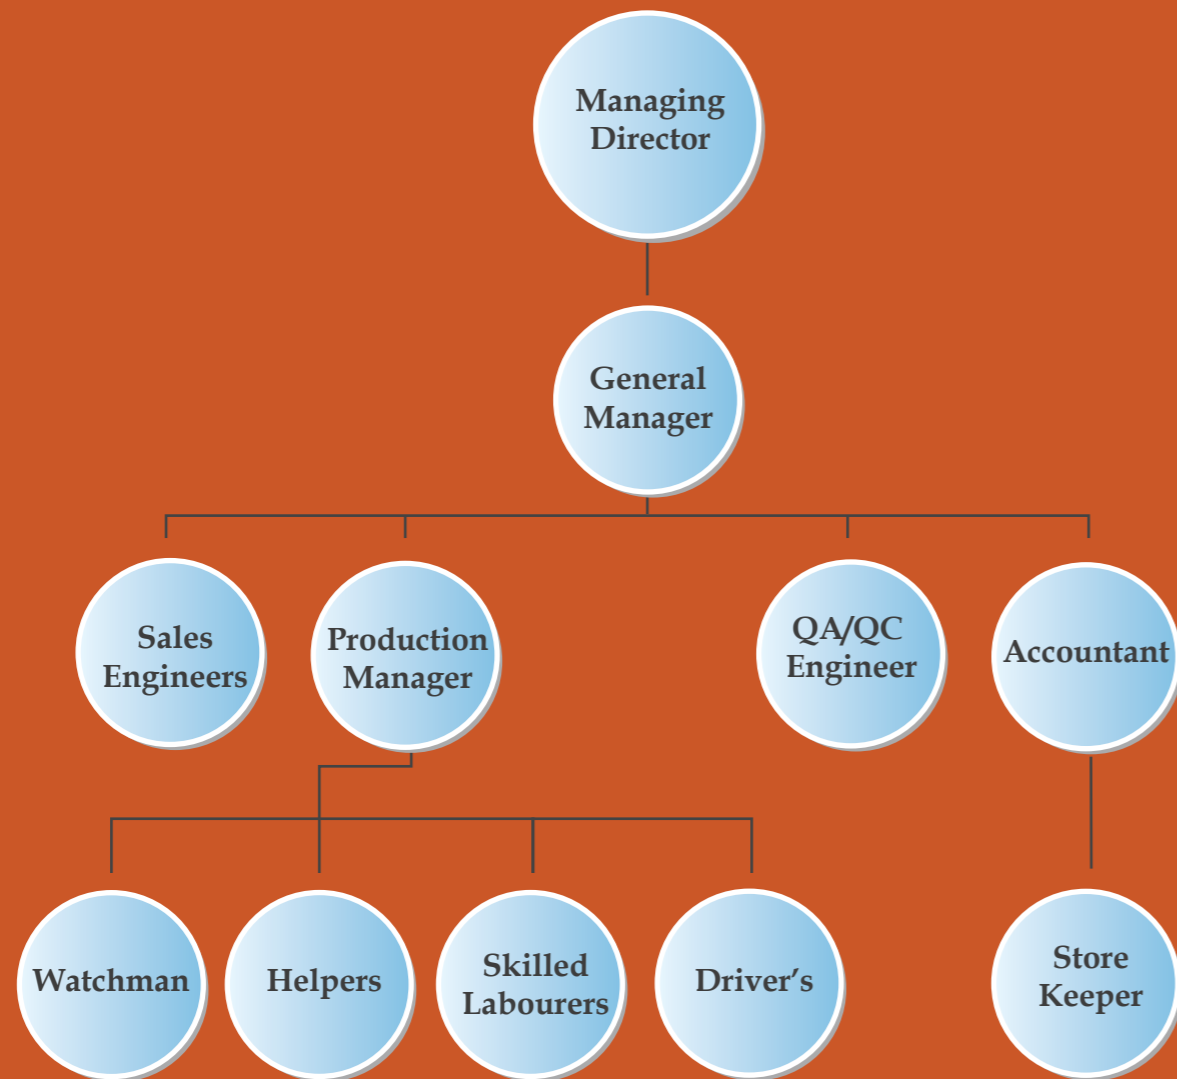 Managing
Director
General
Manager
Sales
Engineers
Production
Manager
QA/QC
Engineer
Accountant
Watchman
Helpers
Skilled
Labourers
Driver’s
Store
Keeper